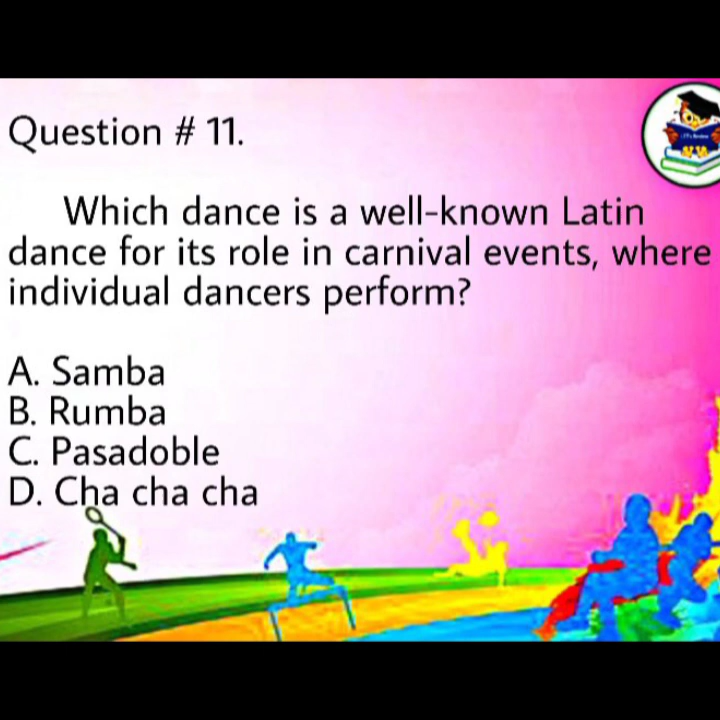 Question # 11.
Which dance is a well-known Latin
dance for its role in carnival events, where
individual dancers perform?
A. Samba
B. Rumba
C. Pasadoble
D. Cha cha cha